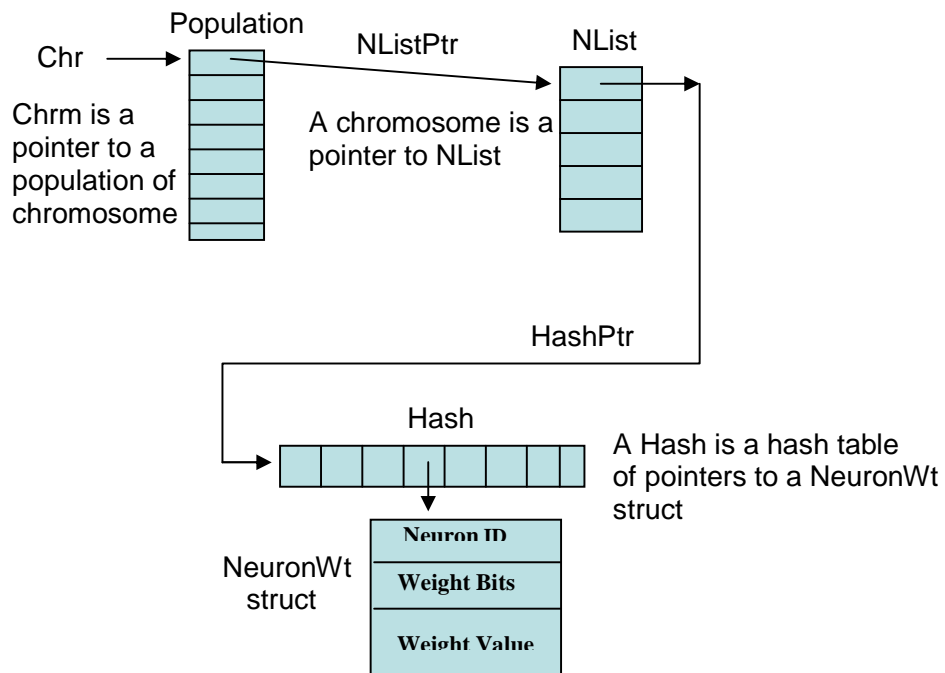 Population
NListPtr
NList
Chr
Chrm is a
pointer to a
population of
chromosome
A chromosome is a
pointer to NList
HashPtr
Hash
A Hash is a hash table
of pointers to a NeuronWt
struct
NeuronWt
struct
Neuron ID
Weight Bits
Weight Value